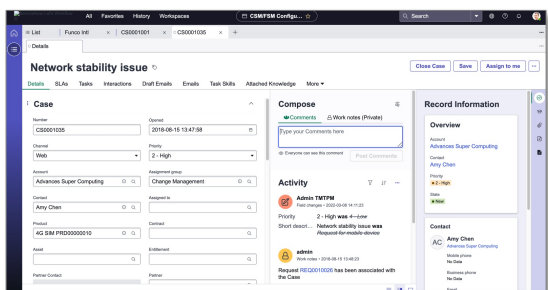 All Favorites History Workspaces CSM/FSM Configu... Search
List Funco Intl CS0001001 CS0001035
Details
Network stability issue
Close Case Save Assign to me
Details SLAs Tasks Interactions Draft Emails Emails Task Skills Attached Knowledge More
Case
Number
CS0001035
Opened
2018-08-15 13:47:58
Channel
Web
Priority
2 - High
Account
Advances Super Computing
Assignment group
Change Management
Contact
Amy Chen
Assigned to
Product
4G SIM PRD00000010
Contract
Asset
Entitlement
Partner Contact
Partner
Compose
Comments Work notes (Private)
Type your Comments here
Everyone can see this comment
Post Comments
Activity
Admin TMTPM
Field changes • 2022-03-08 14:11:23
Priority 2 - High was 4 - Low
Short descri... Network stability issue was
Request for mobile device
admin
Work notes • 2018-08-15 13:48:23
Request REQ0010026 has been associated with
the Case
Record Information
Overview
Account
Advances Super Computing
Contact
Amy Chen
Priority
2 - High
State
New
Contact
AC Amy Chen
Advances Super Computing
Mobile phone
No Data
Business phone
No Data
Email